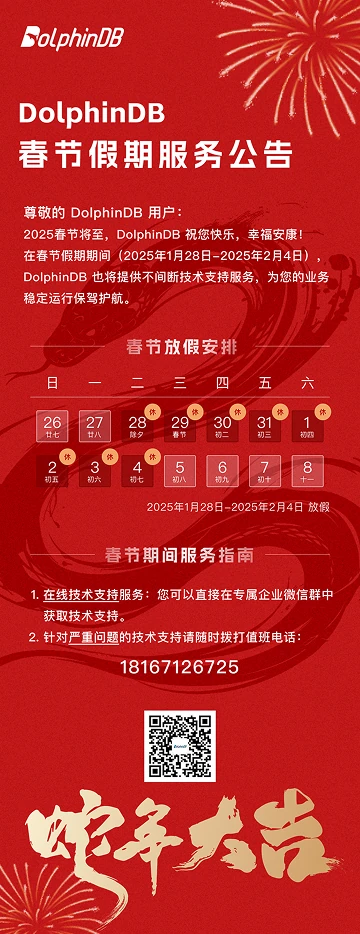 DolphinDB
DolphinDB
春节假期服务公告
尊敬的 DolphinDB 用户：
2025春节将至，DolphinDB 祝您快乐，幸福安康！
在春节假期期间（2025年1月28日-2025年2月4日），
DolphinDB 也将提供不间断技术支持服务，为您的业务
稳定运行保驾护航。
春节放假安排
日 一 二 三 四 五 六
休 休 休 休 休
26 27 28 29 30 31 1
廿七 廿八 除夕 春节 初二 初三 初四
休 休 休
2 3 4 5 6 7 8
初五 初六 初七 初八 初九 初十 十一
2025年1月28日-2025年2月4日 放假
春节期间服务指南
1. 在线技术支持服务：您可以直接在专属企业微信群中
获取技术支持。
2. 针对严重问题的技术支持请随时拨打值班电话：
18167126725
蛇年大吉